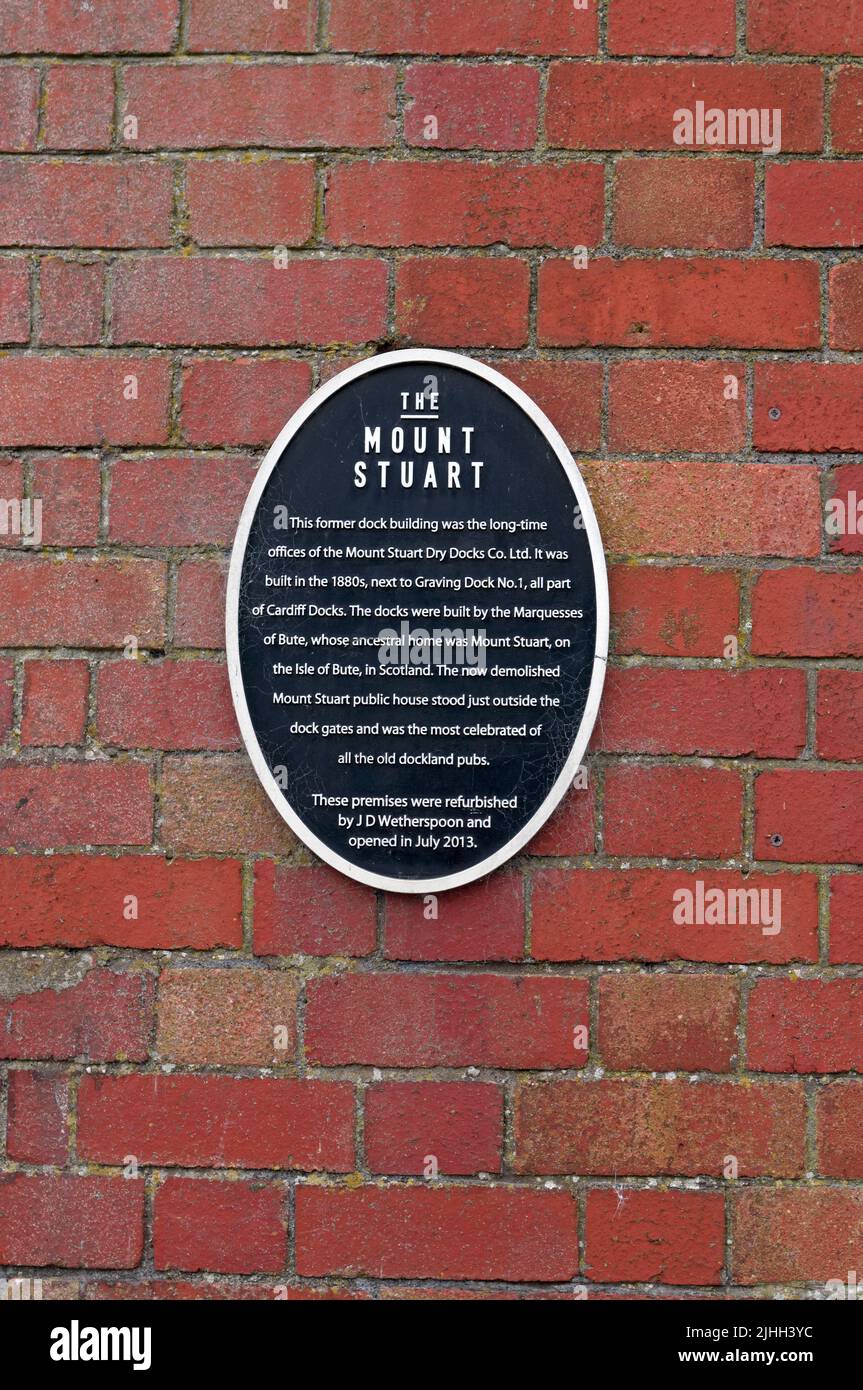 THE
MOUNT
STUART
This former dock building was the long-time
offices of the Mount Stuart Dry Docks Co. Ltd. It was
built in the 1880s, next to Graving Dock No.1, all part
of Cardiff Docks. The docks were built by the Marquesses
of Bute, whose ancestral home was Mount Stuart, on
the Isle of Bute, in Scotland. The now demolished
Mount Stuart public house stood just outside the
dock gates and was the most celebrated of
all the old dockland pubs.
These premises were refurbished
by J D Wetherspoon and
opened in July 2013.
alamy
alamy
alamy
alamy
Image ID: 2JHH3YC
www.alamy.com